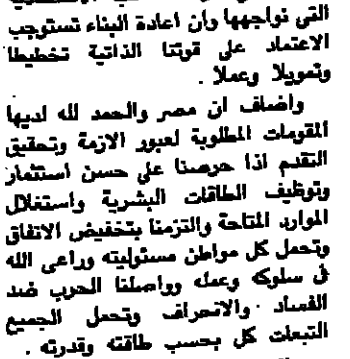 التى نواجهها وأن اعادة البناء تستوجب
الاعتماد على قوتنا الذاتية تخطيطا
وتمويلا وعملا .
واضاف ان مصر والحمد لله لديها
المقومات المطلوبة لعبور الازمة وتحقيق
التقدم اذا حرصنا على حسن استثمار
وتوظيف الطاقات البشرية واستغلال
الموارد المتاحة والتزمنا بتخفيض الانفاق
وتحمل كل مواطن مسئوليته وراعى الله
فى سلوكه وعمله وواصلنا الحرب ضد
الفساد والانحراف وتحمل الجميع
التبعات كل بحسب طاقته وقدرته .